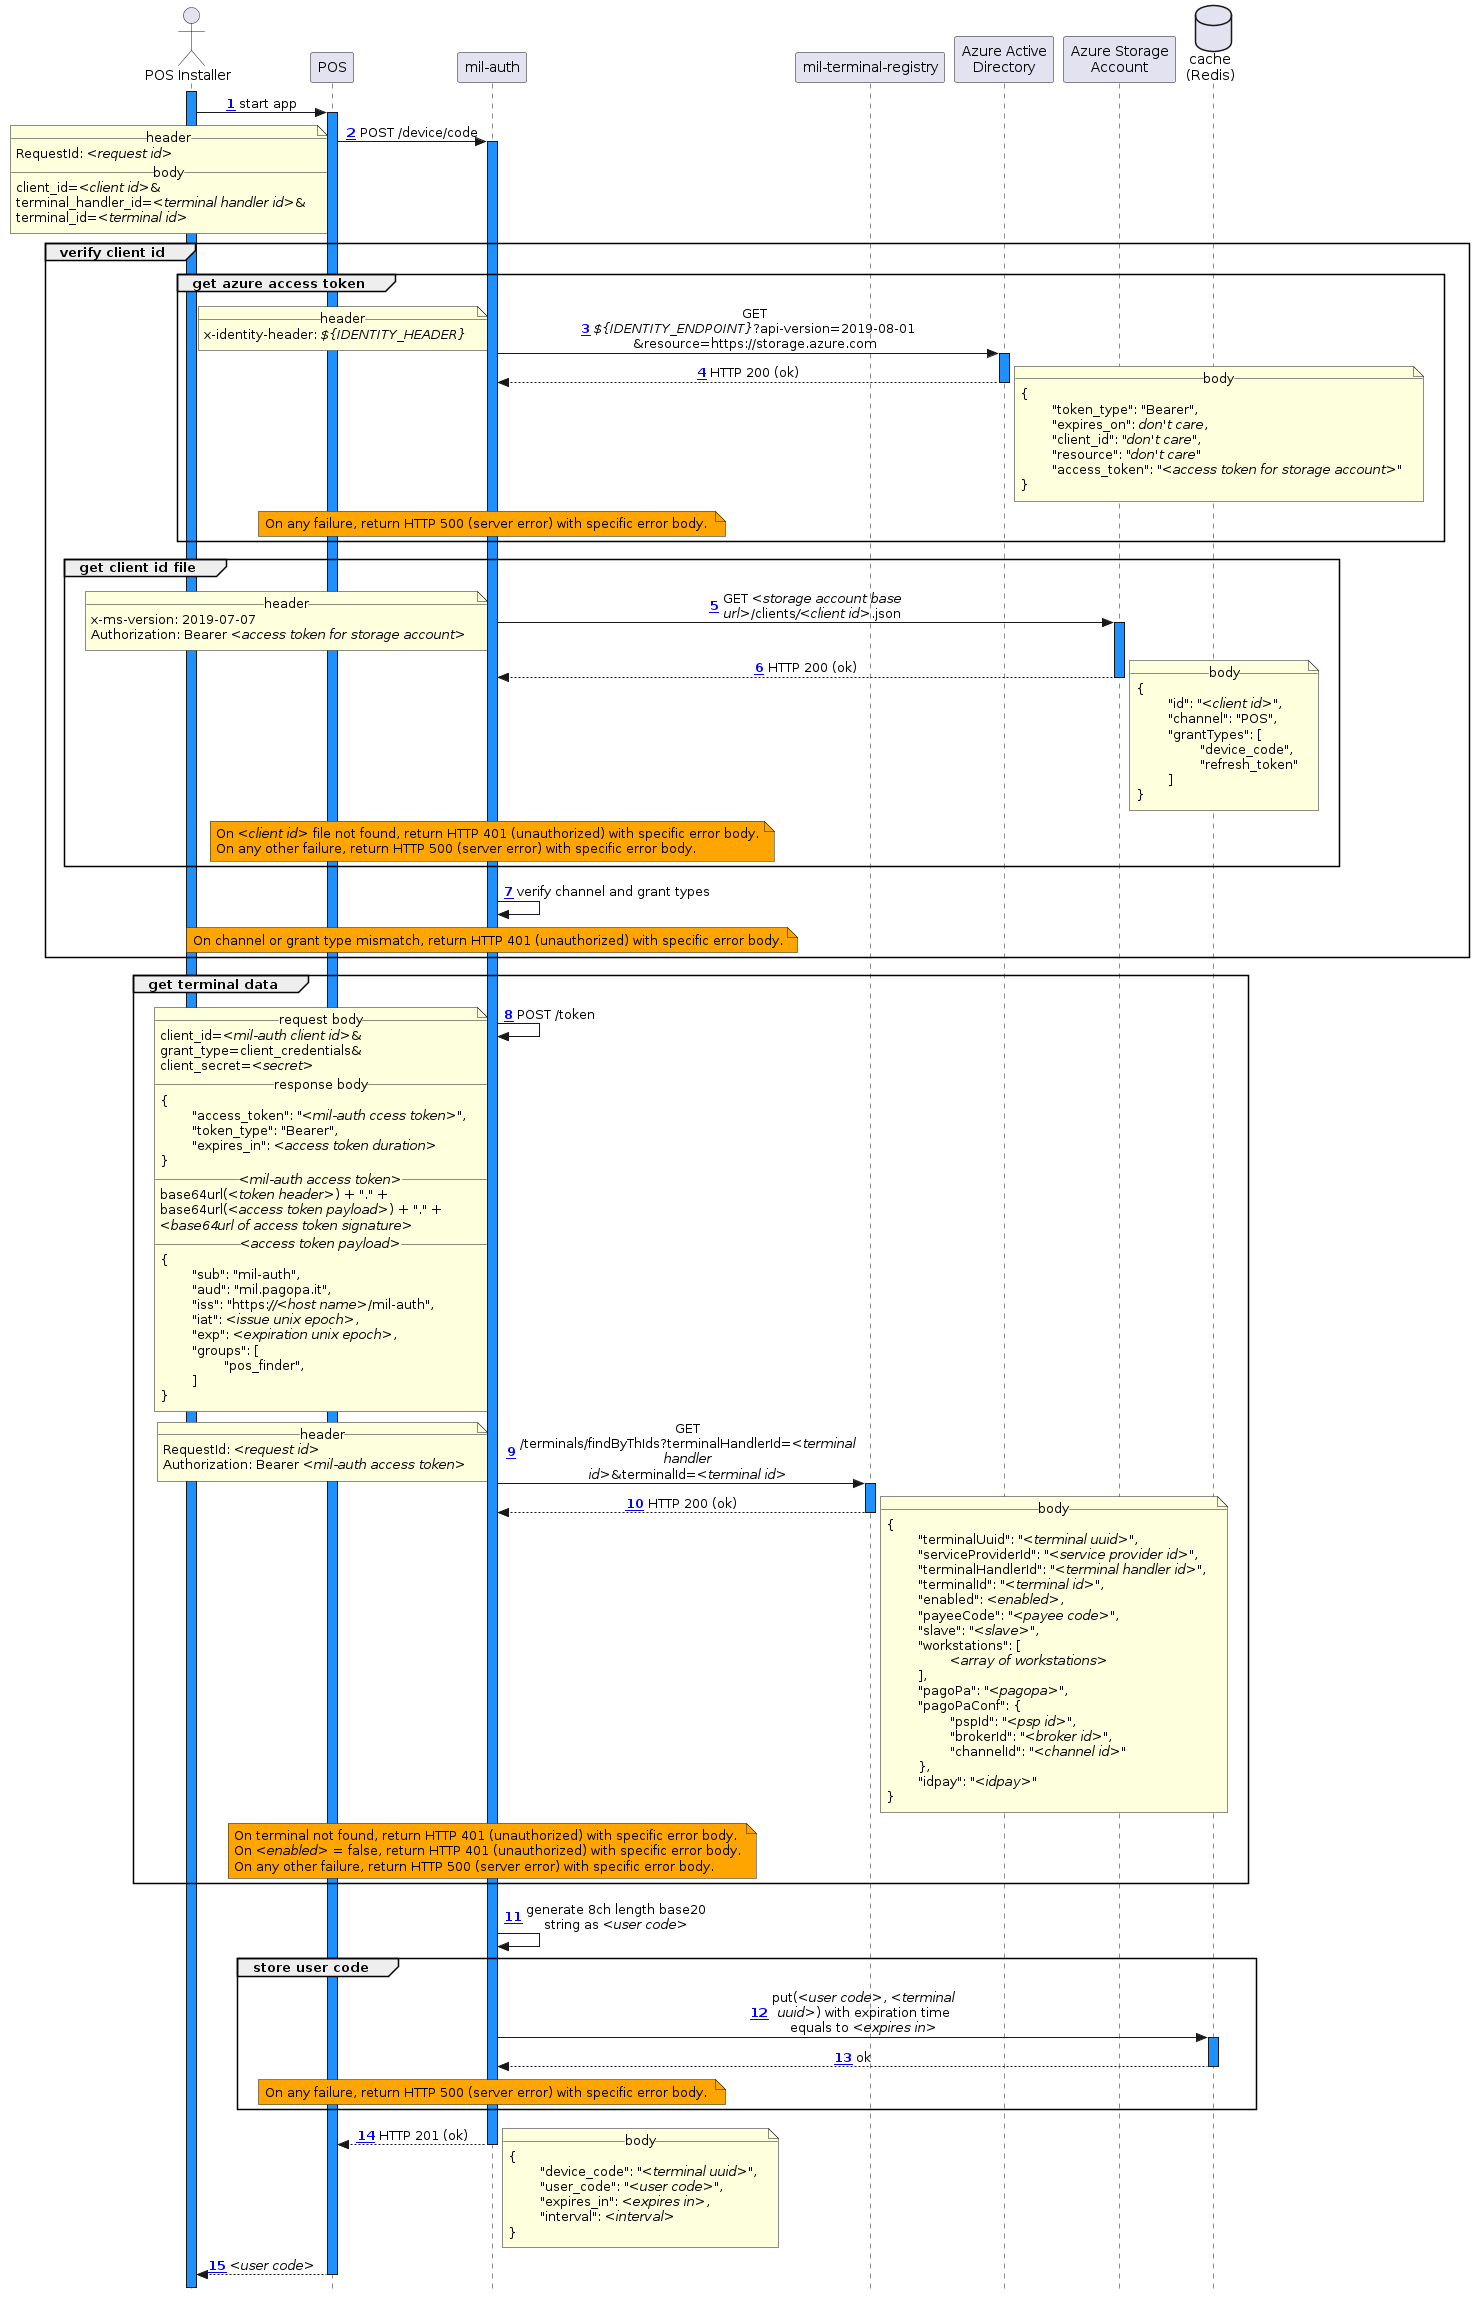 POS Installer
POS
mil-auth
mil-terminal-registry
Azure Active
Directory
Azure Storage
Account
cache
(Redis)
1 start app
header
RequestId: <request id>
body
client_id=<client id>&
terminal_handler_id=<terminal handler id>&
terminal_id=<terminal id>
2 POST /device/code
verify client id
get azure access token
header
x-identity-header: ${IDENTITY_HEADER}
GET
3 ${IDENTITY_ENDPOINT}?api-version=2019-08-01
&resource=https://storage.azure.com
4 HTTP 200 (ok)
body
{
"token_type": "Bearer",
"expires_on": don't care,
"client_id": "don't care",
"resource": "don't care"
"access_token": "<access token for storage account>"
}
On any failure, return HTTP 500 (server error) with specific error body.
get client id file
header
x-ms-version: 2019-07-07
Authorization: Bearer <access token for storage account>
5 GET <storage account base
url>/clients/<client id>.json
6 HTTP 200 (ok)
body
{
"id": "<client id>",
"channel": "POS",
"grantTypes": [
"device_code",
"refresh_token"
]
}
On <client id> file not found, return HTTP 401 (unauthorized) with specific error body.
On any other failure, return HTTP 500 (server error) with specific error body.
7 verify channel and grant types
On channel or grant type mismatch, return HTTP 401 (unauthorized) with specific error body.
get terminal data
request body
client_id=<mil-auth client id>&
grant_type=client_credentials&
client_secret=<secret>
response body
{
"access_token": "<mil-auth ccess token>",
"token_type": "Bearer",
"expires_in": <access token duration>
}
<mil-auth access token>
base64url(<token header>) + "." +
base64url(<access token payload>) + "." +
<base64url of access token signature>
<access token payload>
{
"sub": "mil-auth",
"aud": "mil.pagopa.it",
"iss": "https://<host name>/mil-auth",
"iat": <issue unix epoch>,
"exp": <expiration unix epoch>,
"groups": [
"pos_finder",
]
}
8 POST /token
header
RequestId: <request id>
Authorization: Bearer <mil-auth access token>
GET
9 /terminals/findByThIds?terminalHandlerId=<terminal
handler
id>&terminalId=<terminal id>
10 HTTP 200 (ok)
body
{
"terminalUuid": "<terminal uuid>",
"serviceProviderId": "<service provider id>",
"terminalHandlerId": "<terminal handler id>",
"terminalId": "<terminal id>",
"enabled": <enabled>,
"payeeCode": "<payee code>",
"slave": "<slave>",
"workstations": [
<array of workstations>
],
"pagoPa": "<pagopa>",
"pagoPaConf": {
"pspId": "<psp id>",
"brokerId": "<broker id>",
"channelId": "<channel id>"
},
"idpay": "<idpay>"
}
On terminal not found, return HTTP 401 (unauthorized) with specific error body.
On <enabled> = false, return HTTP 401 (unauthorized) with specific error body.
On any other failure, return HTTP 500 (server error) with specific error body.
11 generate 8ch length base20
string as <user code>
store user code
put(<user code>, <terminal
12 uuid>) with expiration time
equals to <expires in>
13 ok
On any failure, return HTTP 500 (server error) with specific error body.
14 HTTP 201 (ok)
body
{
"device_code": "<terminal uuid>",
"user_code": "<user code>",
"expires_in": <expires in>,
"interval": <interval>
}
15 <user code>